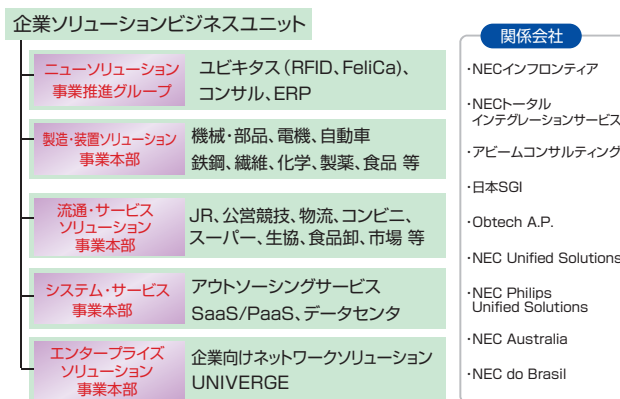 企業ソリューションビジネスユニット
ニューソリューション
事業推進グループ
ユビキタス(RFID、FeliCa)、
コンサル、ERP
製造・装置ソリューション
事業本部
機械・部品、電機、自動車
鉄鋼、繊維、化学、製薬、食品 等
流通・サービス
ソリューション
事業本部
JR、公営競技、物流、コンビニ、
スーパー、生協、食品卸、市場 等
システム・サービス
事業本部
アウトソーシングサービス
SaaS/PaaS、データセンタ
エンタープライズ
ソリューション
事業本部
企業向けネットワークソリューション
UNIVERGE
関係会社
・NECインフロンティア
・NECトータル
インテグレーションサービス
・アビームコンサルティング
・日本SGI
・Obtech A.P.
・NEC Unified Solutions
・NEC Philips
Unified Solutions
・NEC Australia
・NEC do Brasil